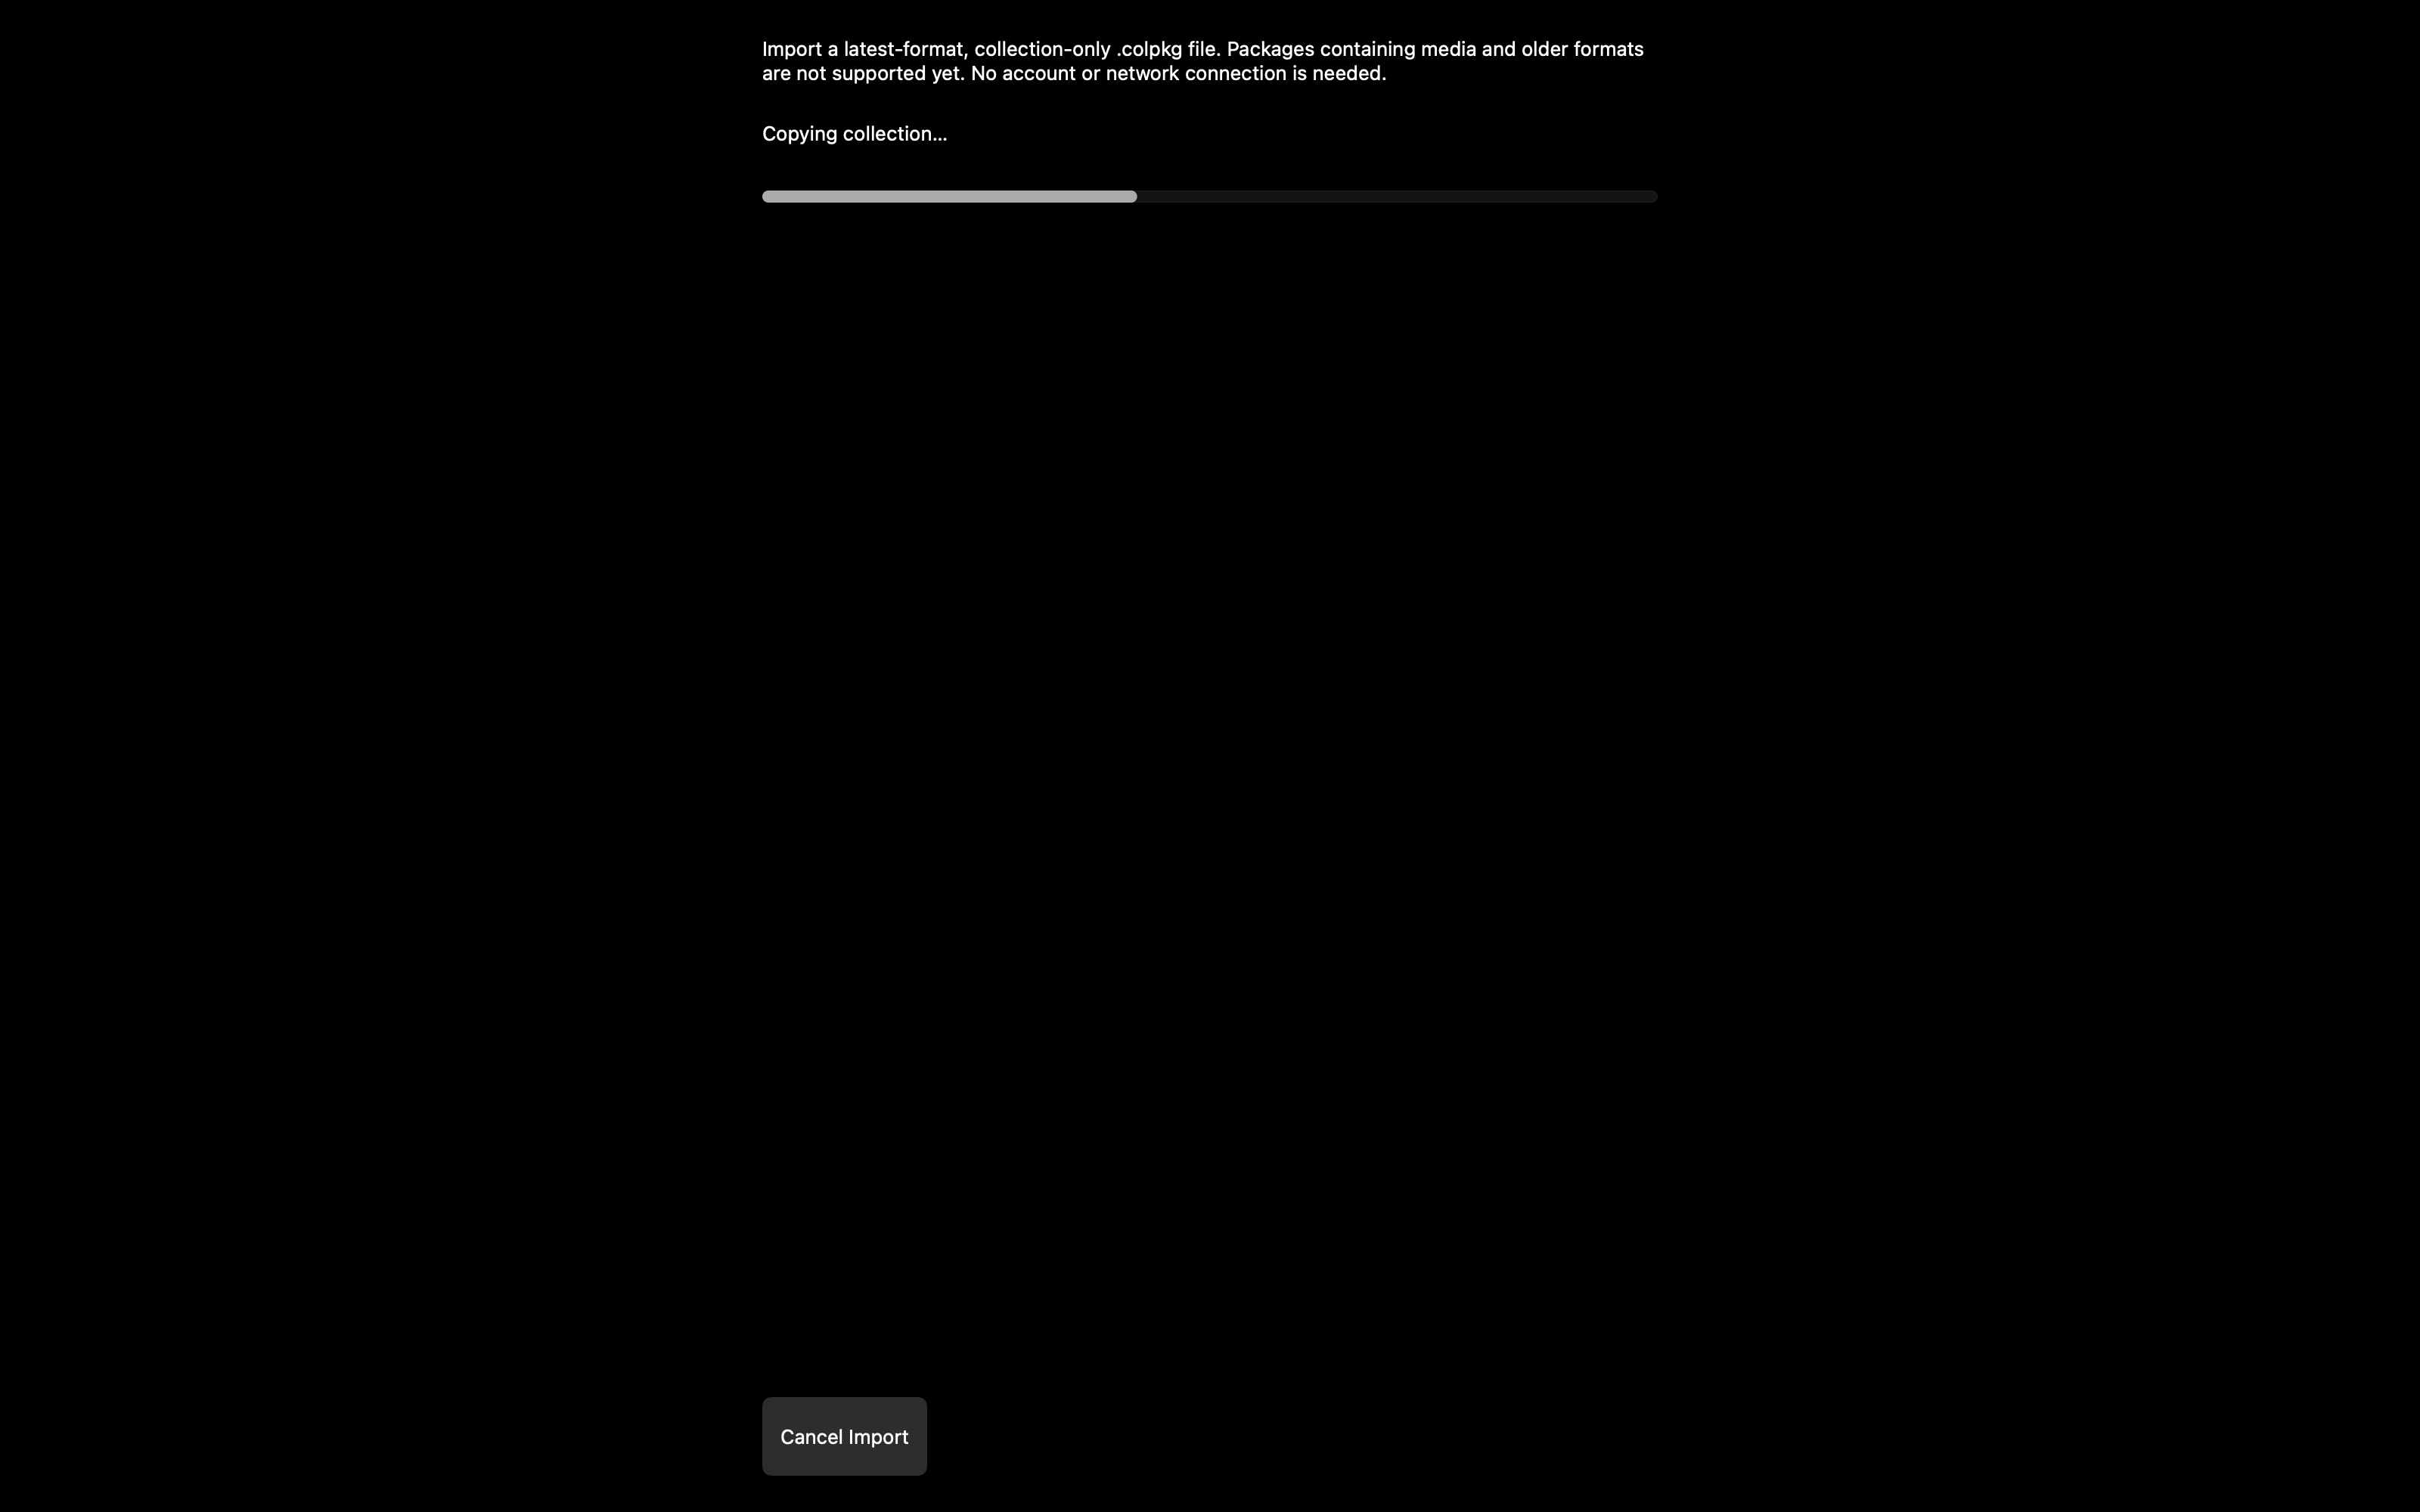 Import a latest-format, collection-only .colpkg file. Packages containing media and older formats
are not supported yet. No account or network connection is needed.
Copying collection...
Cancel Import